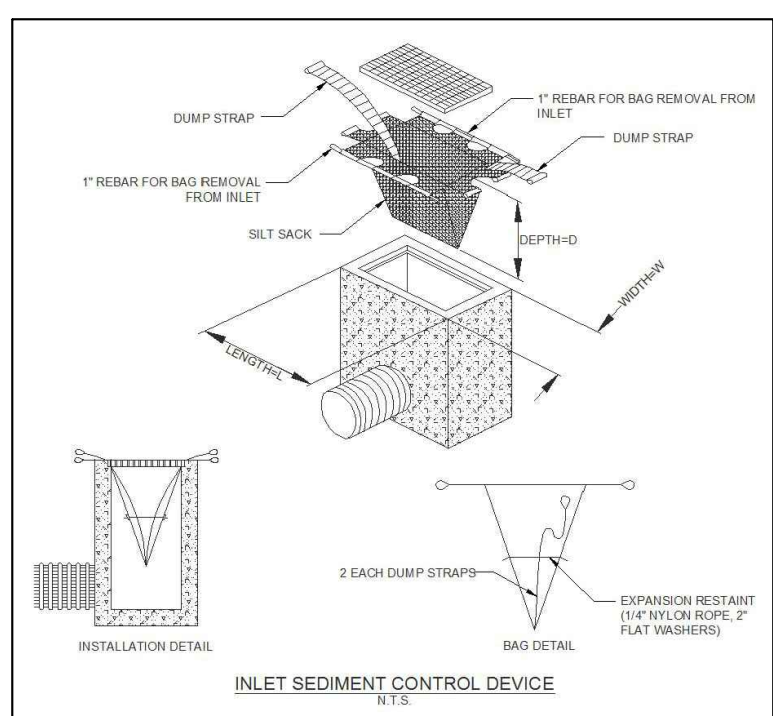 DUMP STRAP
1" REBAR FOR BAG REMOVAL FROM
INLET
DUMP STRAP
1" REBAR FOR BAG REMOVAL
FROM INLET
SILT SACK
DEPTH=D
WIDTH=W
LENGTH=L
2 EACH DUMP STRAPS
EXPANSION RESTAINT
(1/4" NYLON ROPE, 2"
FLAT WASHERS)
INSTALLATION DETAIL
BAG DETAIL
INLET SEDIMENT CONTROL DEVICE
N.T.S.